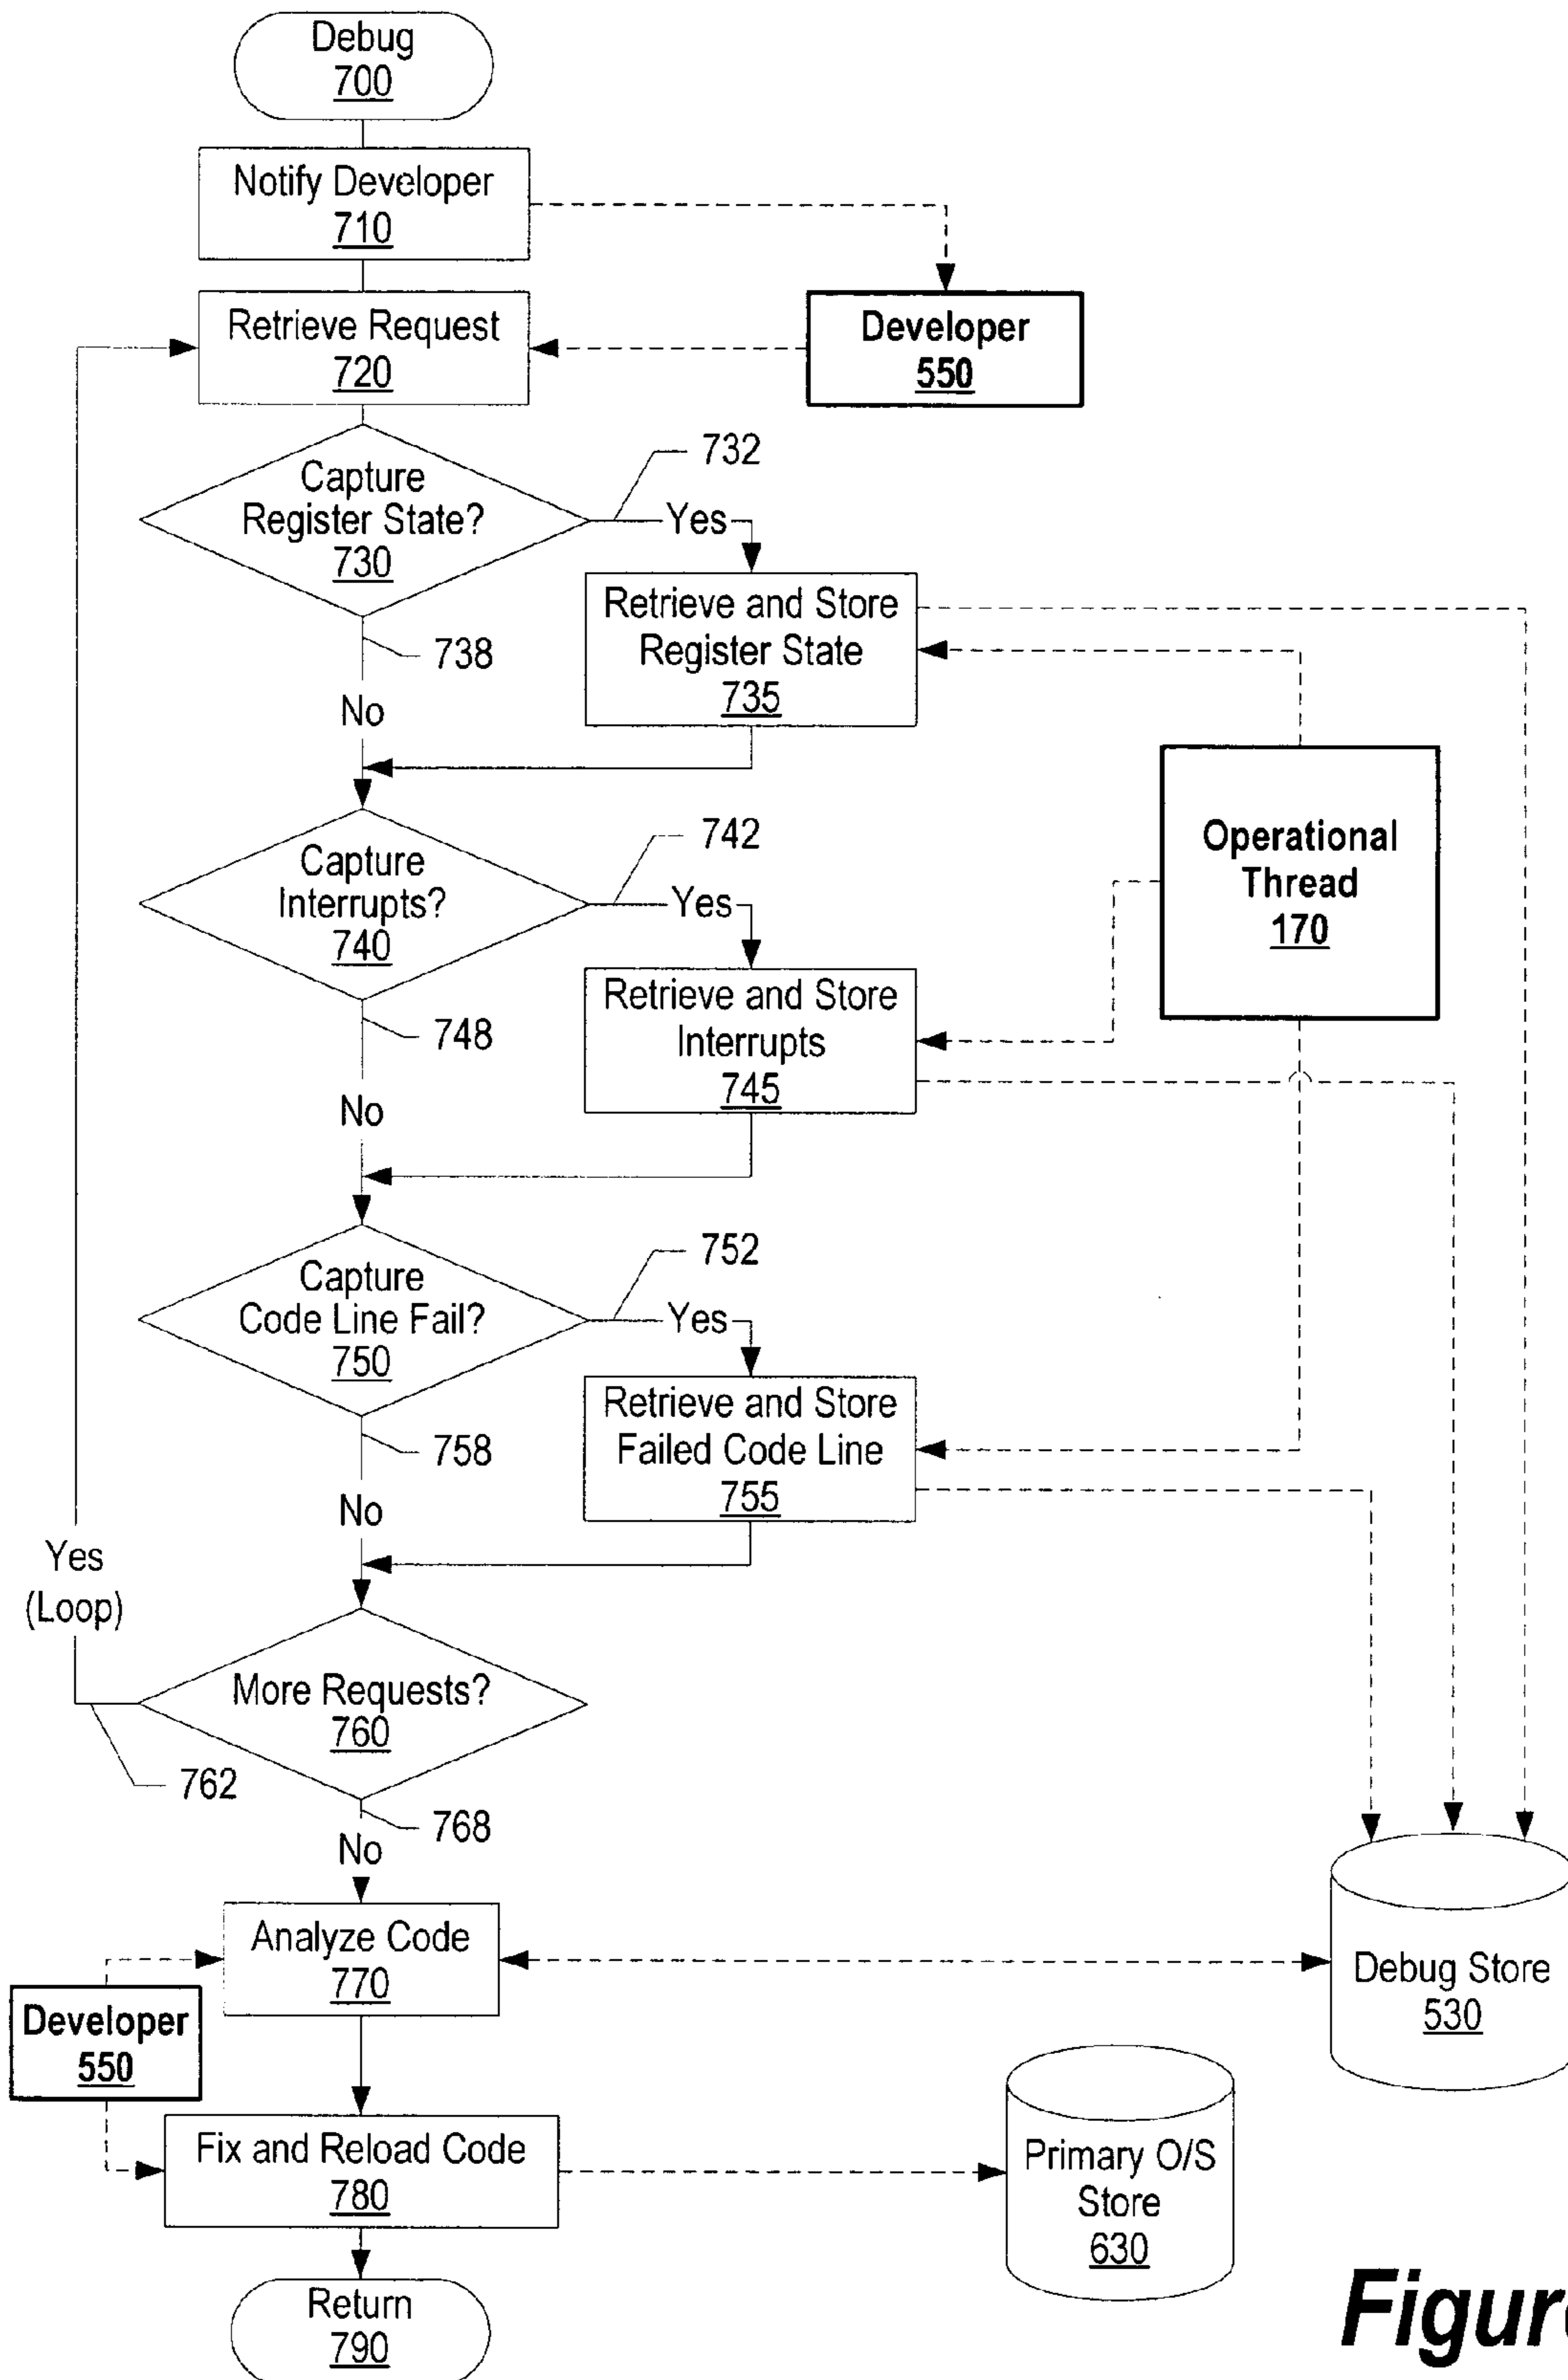 Debug
700
Notify Developer
710
Retrieve Request
720
Developer
550
Capture
Register State?
730
732
Yes
Retrieve and Store
Register State
735
738
No
Operational
Thread
170
Capture
Interrupts?
740
742
Yes
Retrieve and Store
Interrupts
745
748
No
Capture
Code Line Fail?
750
752
Yes
Retrieve and Store
Failed Code Line
755
758
No
Yes
(Loop)
More Requests?
760
762
768
No
Analyze Code
770
Debug Store
530
Developer
550
Fix and Reload Code
780
Primary O/S
Store
630
Return
790
Figure